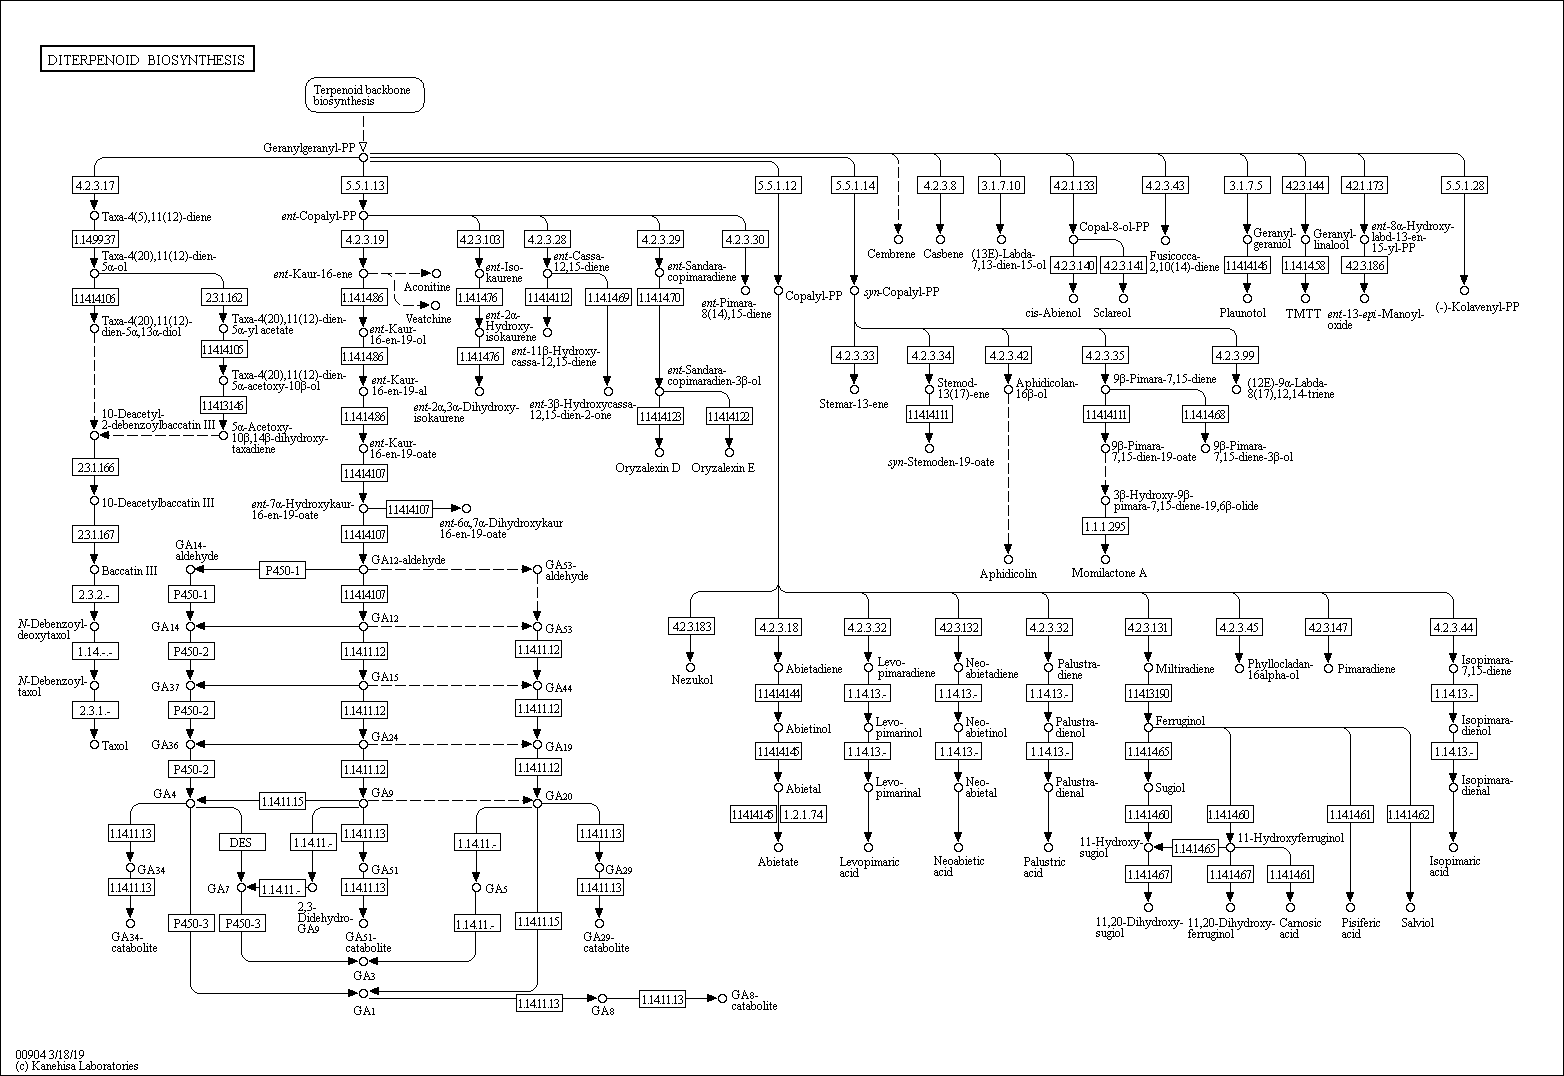 DITERPENOID BIOSYNTHESIS
Terpenoid backbone
biosynthesis
Geranylgeranyl-PP
4.2.3.17
5.5.1.13
5.5.1.12
5.5.1.14
4.2.3.8
3.1.7.10
4.2.1.133
4.2.3.43
3.1.7.5
4.2.3.144
4.2.1.173
5.5.1.28
Taxa-4(5),11(12)-diene
ent-Copalyl-PP
1.14.99.37
4.2.3.19
4.2.3.103
4.2.3.28
4.2.3.29
4.2.3.30
Cembrene
Casbene
(13E)-Labda-
7,13-dien-15-ol
Copal-8-ol-PP
4.2.3.140
4.2.3.141
cis-Abienol
Sclareol
Fusicocca-
2,10(14)-diene
Geranyl-
geraniol
1.14.14.146
Plaunotol
Geranyl-
linalool
1.14.14.58
TMTT
ent-8α-Hydroxy-
labd-13-en-
15-yl-PP
4.2.3.186
ent-13-epi-Manoyl-
oxide
(-)-Kolavenyl-PP
Taxa-4(20),11(12)-dien-
5α-ol
1.14.14.106
2.3.1.162
Taxa-4(20),11(12)-
dien-5α,13α-diol
Taxa-4(20),11(12)-dien-
5α-yl acetate
1.14.14.105
Taxa-4(20),11(12)-dien-
5α-acetoxy-10β-ol
1.14.13.146
10-Deacetyl-
2-debenzoylbaccatin III
5α-Acetoxy-
10β,14β-dihydroxy-
taxadiene
2.3.1.166
10-Deacetylbaccatin III
2.3.1.167
Baccatin III
2.3.2.-
N-Debenzoyl-
deoxytaxol
1.14.-.-
N-Debenzoyl-
taxol
2.3.1.-
Taxol
ent-Kaur-16-ene
Aconitine
Veatchine
1.14.14.86
ent-Kaur-
16-en-19-ol
1.14.14.86
ent-Kaur-
16-en-19-al
1.14.14.86
ent-Kaur-
16-en-19-oate
1.14.14.107
ent-7α-Hydroxykaur-
16-en-19-oate
1.14.14.107
ent-6α,7α-Dihydroxykaur
16-en-19-oate
1.14.14.107
ent-Iso-
kaurene
1.14.14.76
ent-2α-
Hydroxy-
isokaurene
1.14.14.76
ent-2α,3α-Dihydroxy-
isokaurene
ent-Cassa-
12,15-diene
1.14.14.112
1.14.14.69
ent-11β-Hydroxy-
cassa-12,15-diene
ent-3β-Hydroxycassa-
12,15-dien-2-one
ent-Sandara-
copimaradiene
1.14.14.70
ent-Sandara-
copimaradien-3β-ol
1.14.14.123
1.14.14.122
Oryzalexin D
Oryzalexin E
ent-Pimara-
8(14),15-diene
Copalyl-PP
syn-Copalyl-PP
4.2.3.33
4.2.3.34
4.2.3.42
4.2.3.35
4.2.3.99
Stemar-13-ene
Stemod-
13(17)-ene
1.14.14.111
syn-Stemoden-19-oate
Aphidicolan-
16β-ol
Aphidicolin
9β-Pimara-7,15-diene
1.14.14.111
1.14.14.68
9β-Pimara-
7,15-dien-19-oate
9β-Pimara-
7,15-diene-3β-ol
3β-Hydroxy-9β-
pimara-7,15-diene-19,6β-olide
1.1.1.295
Momilactone A
(12E)-9α-Labda-
8(17),12,14-triene
GA14-
aldehyde
P450-1
GA12-aldehyde
GA53-
aldehyde
P450-1
1.14.14.107
GA14
GA12
GA53
P450-2
1.14.11.12
1.14.11.12
GA37
GA15
GA44
P450-2
1.14.11.12
1.14.11.12
GA36
GA24
GA19
P450-2
1.14.11.12
1.14.11.12
GA4
1.14.11.15
GA9
GA20
1.14.11.13
DES
1.14.11.-
1.14.11.13
1.14.11.-
1.14.11.13
GA34
GA7
1.14.11.-
GA51
GA5
GA29
1.14.11.13
1.14.11.13
1.14.11.13
2,3-
Didehydro-
GA9
P450-3
P450-3
1.14.11.-
1.14.11.15
GA34-
catabolite
GA51-
catabolite
GA29-
catabolite
GA3
GA1
1.14.11.13
GA8
1.14.11.13
GA8-
catabolite
4.2.3.183
4.2.3.18
4.2.3.32
4.2.3.132
4.2.3.32
4.2.3.131
4.2.3.45
4.2.3.147
4.2.3.44
Nezukol
Abietadiene
1.14.14.144
Abietinol
1.14.14.145
Abietal
1.14.14.145
1.2.1.74
Abietate
Levo-
pimaradiene
1.14.13.-
Levo-
pimarinol
1.14.13.-
Levo-
pimarinal
Levopimaric
acid
Neo-
abietadiene
1.14.13.-
Neo-
abietinol
1.14.13.-
Neo-
abietal
Neoabietic
acid
Palustra-
diene
1.14.13.-
Palustra-
dienol
1.14.13.-
Palustra-
dienal
Palustric
acid
Miltiradiene
1.14.13.190
Ferruginol
1.14.14.65
Sugiol
1.14.14.60
1.14.14.60
1.14.14.61
1.14.14.62
11-Hydroxy-
sugiol
1.14.14.65
11-Hydroxyferruginol
1.14.14.67
1.14.14.67
1.14.14.61
11,20-Dihydroxy-
sugiol
11,20-Dihydroxy-
ferruginol
Carnosic
acid
Pisiferic
acid
Salviol
Phyllocladan-
16alpha-ol
Pimaradiene
Isopimara-
7,15-diene
1.14.13.-
Isopimara-
dienol
1.14.13.-
Isopimara-
dienal
Isopimaric
acid
00904 3/18/19
(c) Kanehisa Laboratories